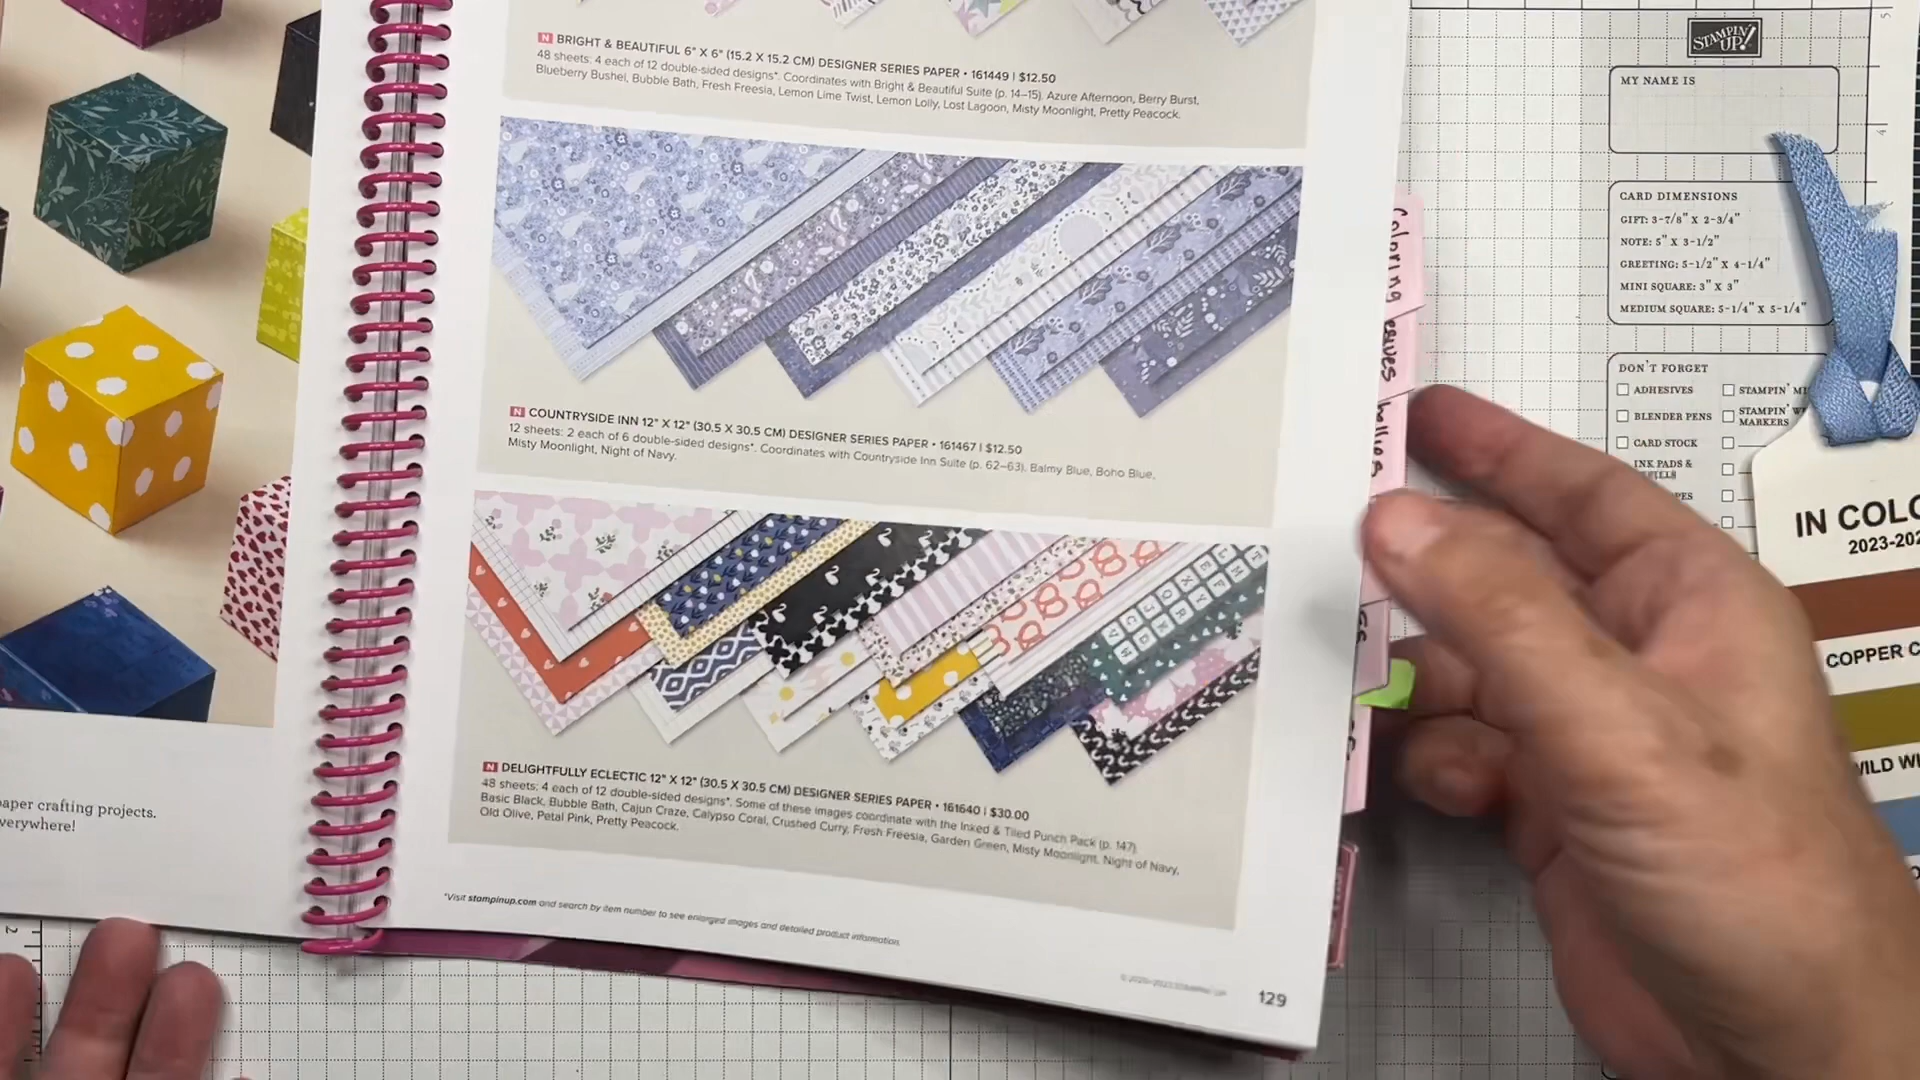 N BRIGHT & BEAUTIFUL 6" X 6" (15.2 X 15.2 CM) DESIGNER SERIES PAPER • 161449 | $12.50
48 sheets: 4 each of 12 double-sided designs*. Coordinates with Bright & Beautiful Suite (p. 14–15). Azure Afternoon, Berry Burst,
Blueberry Bushel, Bubble Bath, Fresh Freesia, Lemon Lime Twist, Lemon Lolly, Lost Lagoon, Misty Moonlight, Pretty Peacock.
N COUNTRYSIDE INN 12" X 12" (30.5 X 30.5 CM) DESIGNER SERIES PAPER • 161467 | $12.50
12 sheets: 2 each of 6 double-sided designs*. Coordinates with Countryside Inn Suite (p. 62–63). Balmy Blue, Boho Blue,
Misty Moonlight, Night of Navy.
N DELIGHTFULLY ECLECTIC 12" X 12" (30.5 X 30.5 CM) DESIGNER SERIES PAPER • 161640 | $30.00
48 sheets: 4 each of 12 double-sided designs*. Some of these images coordinate with the Inked & Tiled Punch Pack (p. 147).
Basic Black, Bubble Bath, Cajun Craze, Calypso Coral, Crushed Curry, Fresh Freesia, Garden Green, Misty Moonlight, Night of Navy,
Old Olive, Petal Pink, Pretty Peacock.
*Visit stampinup.com and search by item number to see enlarged images and detailed product information.
129
aper crafting projects.
verywhere!
Coloring
STAMPIN' UP!
MY NAME IS
CARD DIMENSIONS
GIFT: 3-7/8" X 2-3/4"
NOTE: 5" X 3-1/2"
GREETING: 5-1/2" X 4-1/4"
MINI SQUARE: 3" X 3"
MEDIUM SQUARE: 5-1/4" X 5-1/4"
DON'T FORGET
ADHESIVES
BLENDER PENS
CARD STOCK
INK PADS &
STAMPIN' MI
STAMPIN' W
MARKERS
IN COLO
2023-202
COPPER C
WILD W
5
4
2